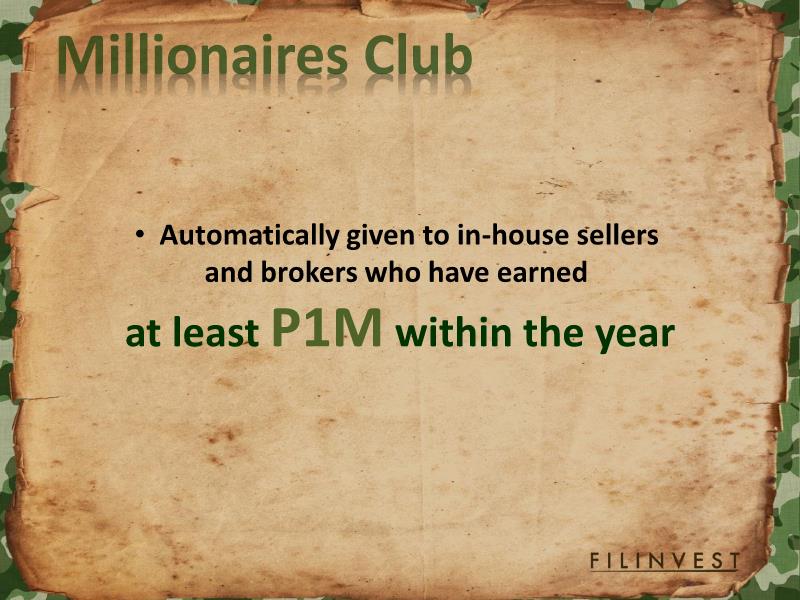 Millionaires Club
• Automatically given to in-house sellers
and brokers who have earned
at least P1M within the year
FILINVEST